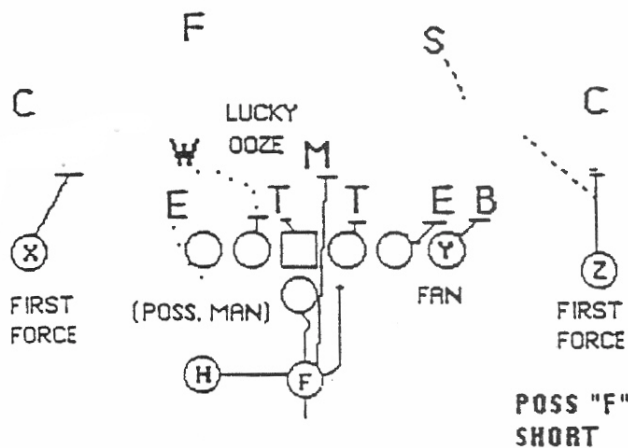 F
S
C
C
LUCKY
OOZE
W
M
E
T
T
E
B
X
Y
Z
FIRST
FORCE
(POSS. MAN)
FAN
FIRST
FORCE
H
F
POSS "F"
SHORT